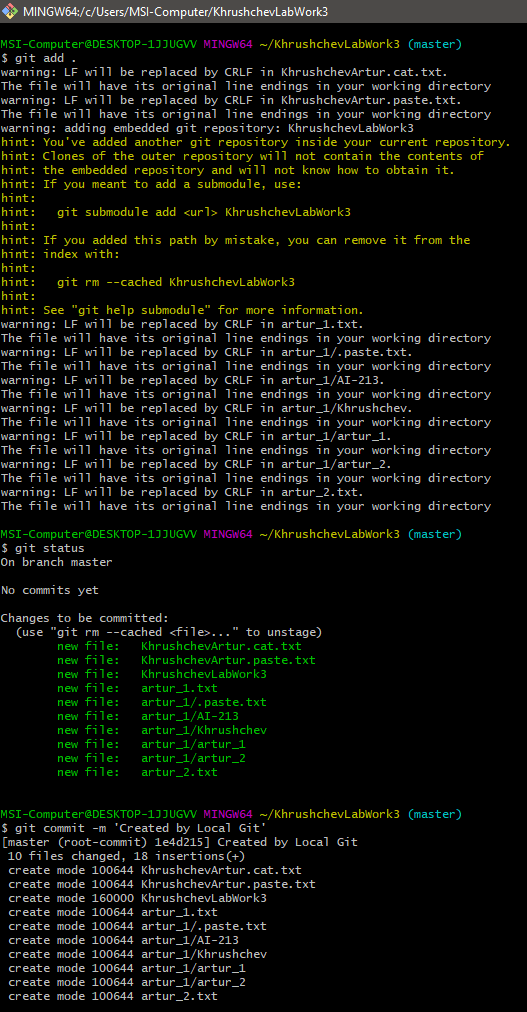 MINGW64:/c/Users/MSI-Computer/KhrushchevLabWork3
MSI-Computer@DESKTOP-1JJUGVV MINGW64 ~/KhrushchevLabWork3 (master)
$ git add .
warning: LF will be replaced by CRLF in KhrushchevArtur.cat.txt.
The file will have its original line endings in your working directory
warning: LF will be replaced by CRLF in KhrushchevArtur.paste.txt.
The file will have its original line endings in your working directory
warning: adding embedded git repository: KhrushchevLabWork3
hint: You've added another git repository inside your current repository.
hint: Clones of the outer repository will not contain the contents of
hint: the embedded repository and will not know how to obtain it.
hint: If you meant to add a submodule, use:
hint:
hint:   git submodule add <url> KhrushchevLabWork3
hint:
hint: If you added this path by mistake, you can remove it from the
hint: index with:
hint:
hint:   git rm --cached KhrushchevLabWork3
hint:
hint: See "git help submodule" for more information.
warning: LF will be replaced by CRLF in artur_1.txt.
The file will have its original line endings in your working directory
warning: LF will be replaced by CRLF in artur_1/.paste.txt.
The file will have its original line endings in your working directory
warning: LF will be replaced by CRLF in artur_1/AI-213.
The file will have its original line endings in your working directory
warning: LF will be replaced by CRLF in artur_1/Khrushchev.
The file will have its original line endings in your working directory
warning: LF will be replaced by CRLF in artur_1/artur_1.
The file will have its original line endings in your working directory
warning: LF will be replaced by CRLF in artur_1/artur_2.
The file will have its original line endings in your working directory
warning: LF will be replaced by CRLF in artur_2.txt.
The file will have its original line endings in your working directory
MSI-Computer@DESKTOP-1JJUGVV MINGW64 ~/KhrushchevLabWork3 (master)
$ git status
On branch master
No commits yet
Changes to be committed:
  (use "git rm --cached <file>..." to unstage)
        new file:   KhrushchevArtur.cat.txt
        new file:   KhrushchevArtur.paste.txt
        new file:   KhrushchevLabWork3
        new file:   artur_1.txt
        new file:   artur_1/.paste.txt
        new file:   artur_1/AI-213
        new file:   artur_1/Khrushchev
        new file:   artur_1/artur_1
        new file:   artur_1/artur_2
        new file:   artur_2.txt
MSI-Computer@DESKTOP-1JJUGVV MINGW64 ~/KhrushchevLabWork3 (master)
$ git commit -m 'Created by Local Git'
[master (root-commit) 1e4d215] Created by Local Git
 10 files changed, 18 insertions(+)
 create mode 100644 KhrushchevArtur.cat.txt
 create mode 100644 KhrushchevArtur.paste.txt
 create mode 160000 KhrushchevLabWork3
 create mode 100644 artur_1.txt
 create mode 100644 artur_1/.paste.txt
 create mode 100644 artur_1/AI-213
 create mode 100644 artur_1/Khrushchev
 create mode 100644 artur_1/artur_1
 create mode 100644 artur_1/artur_2
 create mode 100644 artur_2.txt